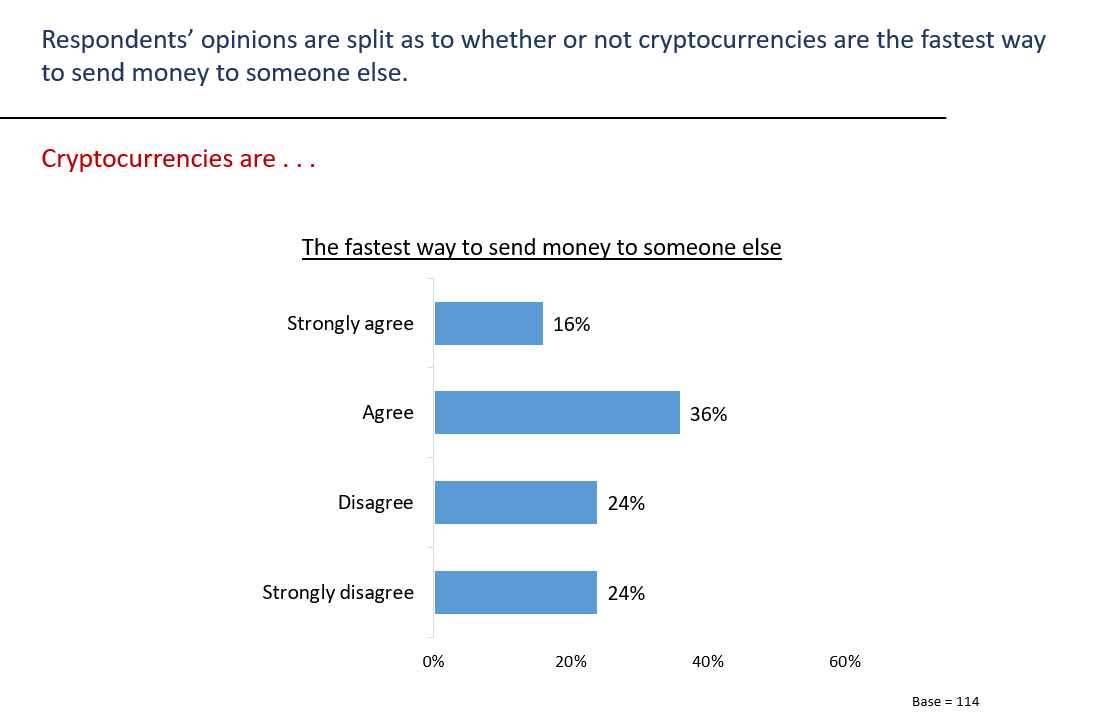 Respondents’ opinions are split as to whether or not cryptocurrencies are the fastest way
to send money to someone else.
Cryptocurrencies are . . .
The fastest way to send money to someone else
Strongly agree 16%
Agree 36%
Disagree 24%
Strongly disagree 24%
0% 20% 40% 60%
Base = 114